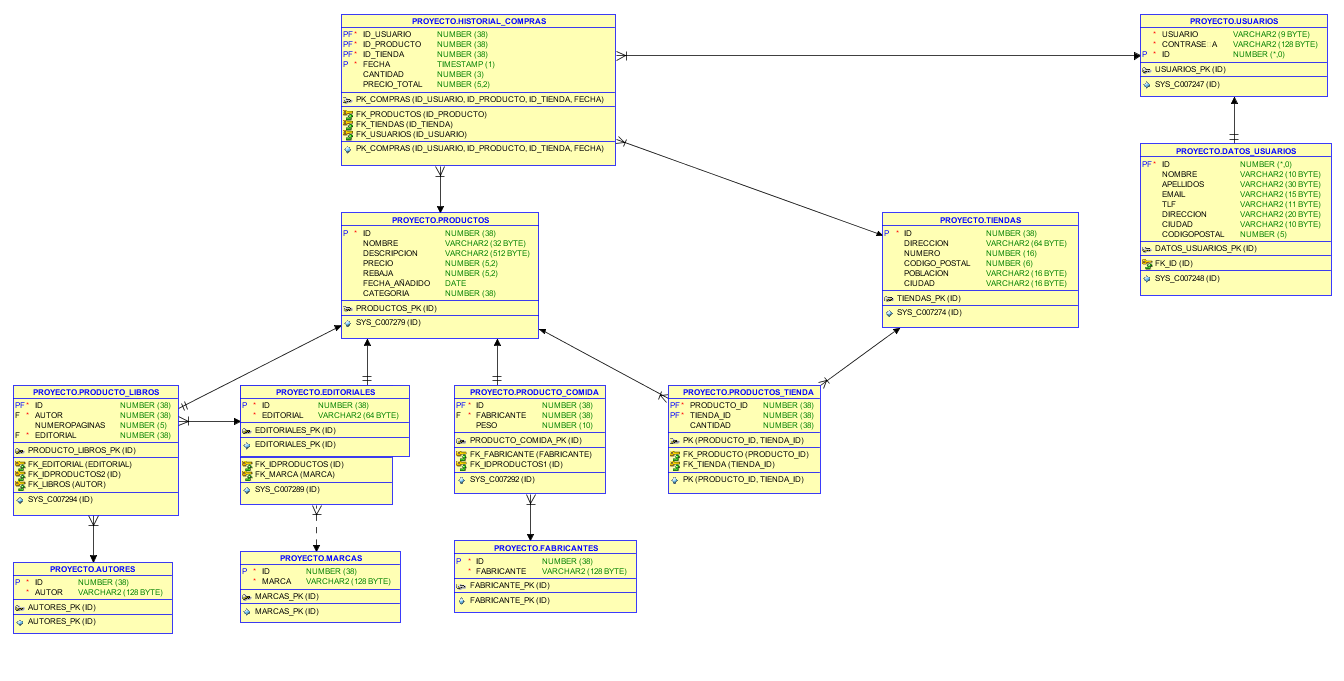 PROYECTO.HISTORIAL_COMPRAS
PF* ID_USUARIO NUMBER (38)
PF* ID_PRODUCTO NUMBER (38)
PF* ID_TIENDA NUMBER (38)
P * FECHA TIMESTAMP (1)
CANTIDAD NUMBER (3)
PRECIO_TOTAL NUMBER (5,2)
PK_COMPRAS (ID_USUARIO, ID_PRODUCTO, ID_TIENDA, FECHA)
FK_PRODUCTOS (ID_PRODUCTO)
FK_TIENDAS (ID_TIENDA)
FK_USUARIOS (ID_USUARIO)
PK_COMPRAS (ID_USUARIO, ID_PRODUCTO, ID_TIENDA, FECHA)
PROYECTO.USUARIOS
* USUARIO VARCHAR2 (9 BYTE)
* CONTRASE A VARCHAR2 (128 BYTE)
P * ID NUMBER (*,0)
USUARIOS_PK (ID)
SYS_C007247 (ID)
PROYECTO.DATOS_USUARIOS
PF* ID NUMBER (*,0)
NOMBRE VARCHAR2 (10 BYTE)
APELLIDOS VARCHAR2 (30 BYTE)
EMAIL VARCHAR2 (15 BYTE)
TLF VARCHAR2 (11 BYTE)
DIRECCION VARCHAR2 (20 BYTE)
CIUDAD VARCHAR2 (10 BYTE)
CODIGOPOSTAL NUMBER (5)
DATOS_USUARIOS_PK (ID)
FK_ID (ID)
SYS_C007248 (ID)
PROYECTO.PRODUCTOS
P * ID NUMBER (38)
NOMBRE VARCHAR2 (32 BYTE)
DESCRIPCION VARCHAR2 (512 BYTE)
PRECIO NUMBER (5,2)
REBAJA NUMBER (5,2)
FECHA_AÑADIDO DATE
CATEGORIA NUMBER (38)
PRODUCTOS_PK (ID)
SYS_C007279 (ID)
PROYECTO.TIENDAS
P * ID NUMBER (38)
DIRECCION VARCHAR2 (64 BYTE)
NUMERO NUMBER (16)
CODIGO_POSTAL NUMBER (6)
POBLACION VARCHAR2 (16 BYTE)
CIUDAD VARCHAR2 (16 BYTE)
TIENDAS_PK (ID)
SYS_C007274 (ID)
PROYECTO.PRODUCTO_LIBROS
PF* ID NUMBER (38)
F * AUTOR NUMBER (38)
NUMEROPAGINAS NUMBER (5)
F * EDITORIAL NUMBER (38)
PRODUCTO_LIBROS_PK (ID)
FK_EDITORIAL (EDITORIAL)
FK_IDPRODUCTOS2 (ID)
FK_LIBROS (AUTOR)
SYS_C007294 (ID)
PROYECTO.EDITORIALES
P * ID NUMBER (38)
* EDITORIAL VARCHAR2 (64 BYTE)
EDITORIALES_PK (ID)
EDITORIALES_PK (ID)
FK_IDPRODUCTOS (ID)
FK_MARCA (MARCA)
SYS_C007289 (ID)
PROYECTO.PRODUCTO_COMIDA
PF* ID NUMBER (38)
F * FABRICANTE NUMBER (38)
PESO NUMBER (10)
PRODUCTO_COMIDA_PK (ID)
FK_FABRICANTE (FABRICANTE)
FK_IDPRODUCTOS1 (ID)
SYS_C007292 (ID)
PROYECTO.PRODUCTOS_TIENDA
PF* PRODUCTO_ID NUMBER (38)
PF* TIENDA_ID NUMBER (38)
CANTIDAD NUMBER (38)
PK (PRODUCTO_ID, TIENDA_ID)
FK_PRODUCTO (PRODUCTO_ID)
FK_TIENDA (TIENDA_ID)
PK (PRODUCTO_ID, TIENDA_ID)
PROYECTO.AUTORES
P * ID NUMBER (38)
* AUTOR VARCHAR2 (128 BYTE)
AUTORES_PK (ID)
AUTORES_PK (ID)
PROYECTO.MARCAS
P * ID NUMBER (38)
* MARCA VARCHAR2 (128 BYTE)
MARCAS_PK (ID)
MARCAS_PK (ID)
PROYECTO.FABRICANTES
P * ID NUMBER (38)
* FABRICANTE VARCHAR2 (128 BYTE)
FABRICANTE_PK (ID)
FABRICANTE_PK (ID)